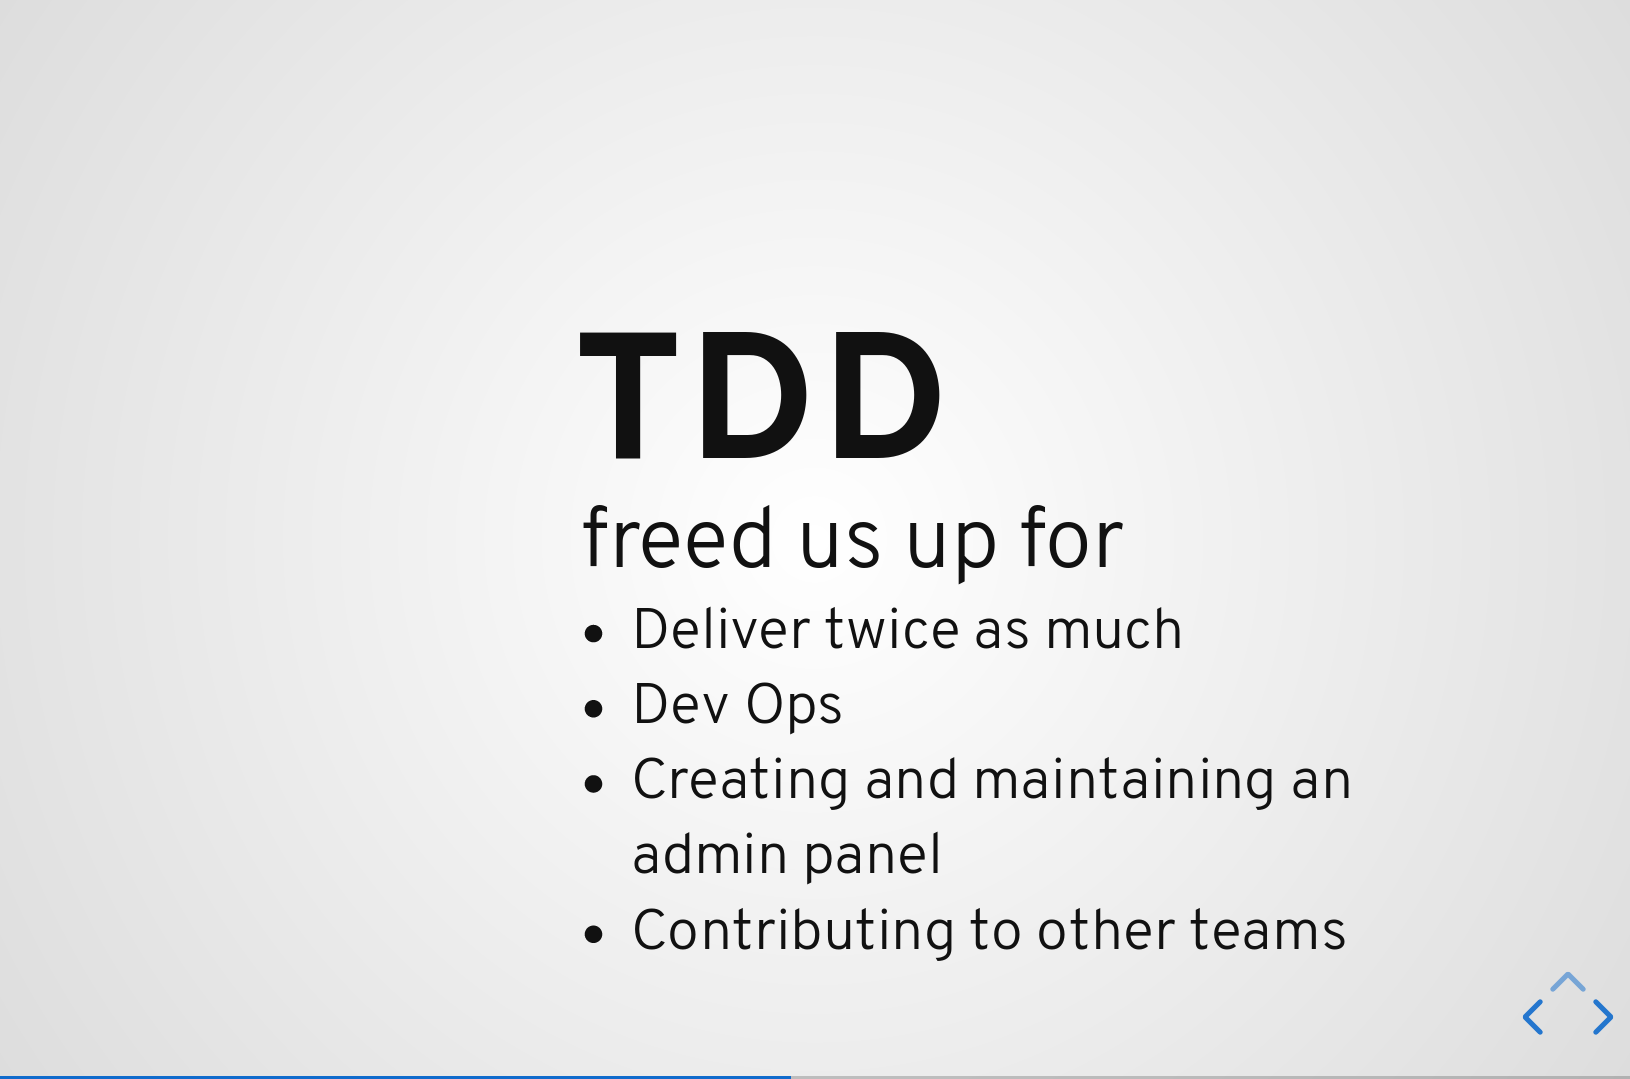 TDD
freed us up for
• Deliver twice as much
• Dev Ops
• Creating and maintaining an
admin panel
• Contributing to other teams